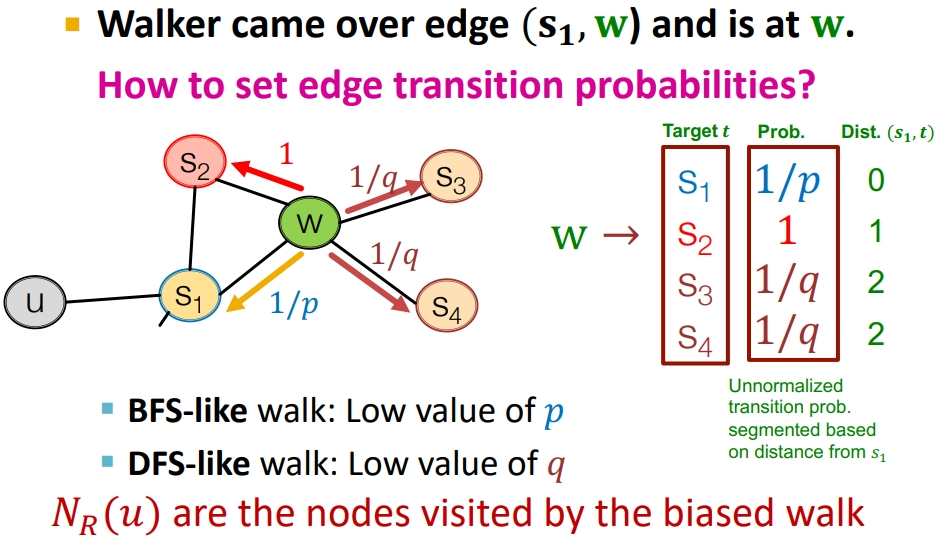 Walker came over edge (s₁, w) and is at w.
How to set edge transition probabilities?
Target t Prob. Dist. (s₁, t)
S₂ 1 1/q S₃
W
1/q
u S₁ 1/p S₄
w → S₁ 1/p 0
S₂ 1 1
S₃ 1/q 2
S₄ 1/q 2
Unnormalized
transition prob.
segmented based
on distance from s₁
BFS-like walk: Low value of p
DFS-like walk: Low value of q
N_R(u) are the nodes visited by the biased walk